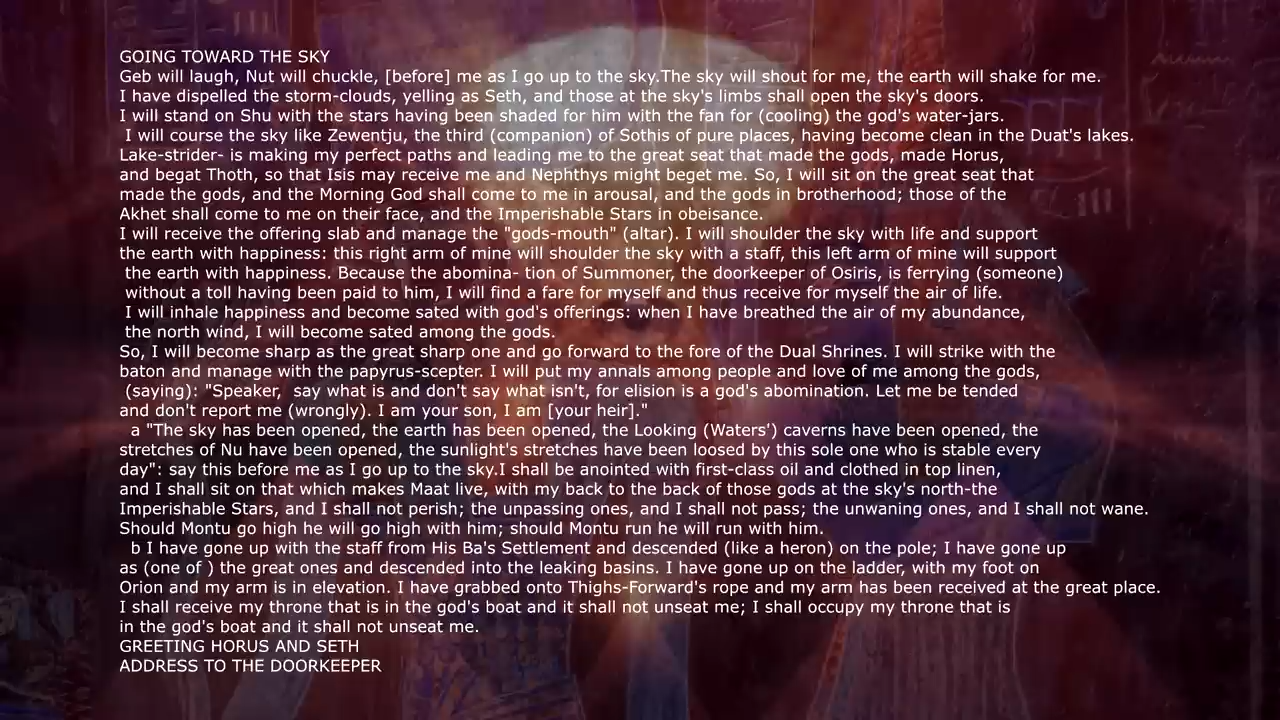 GOING TOWARD THE SKY
Geb will laugh, Nut will chuckle, [before] me as I go up to the sky.The sky will shout for me, the earth will shake for me.
I have dispelled the storm-clouds, yelling as Seth, and those at the sky's limbs shall open the sky's doors.
I will stand on Shu with the stars having been shaded for him with the fan for (cooling) the god's water-jars.
I will course the sky like Zewentju, the third (companion) of Sothis of pure places, having become clean in the Duat's lakes.
Lake-strider- is making my perfect paths and leading me to the great seat that made the gods, made Horus,
and begat Thoth, so that Isis may receive me and Nephthys might beget me. So, I will sit on the great seat that
made the gods, and the Morning God shall come to me in arousal, and the gods in brotherhood; those of the
Akhet shall come to me on their face, and the Imperishable Stars in obeisance.
I will receive the offering slab and manage the "gods-mouth" (altar). I will shoulder the sky with life and support
the earth with happiness: this right arm of mine will shoulder the sky with a staff, this left arm of mine will support
the earth with happiness. Because the abomina- tion of Summoner, the doorkeeper of Osiris, is ferrying (someone)
without a toll having been paid to him, I will find a fare for myself and thus receive for myself the air of life.
I will inhale happiness and become sated with god's offerings: when I have breathed the air of my abundance,
the north wind, I will become sated among the gods.
So, I will become sharp as the great sharp one and go forward to the fore of the Dual Shrines. I will strike with the
baton and manage with the papyrus-scepter. I will put my annals among people and love of me among the gods,
(saying): "Speaker,  say what is and don't say what isn't, for elision is a god's abomination. Let me be tended
and don't report me (wrongly). I am your son, I am [your heir]."
a "The sky has been opened, the earth has been opened, the Looking (Waters') caverns have been opened, the
stretches of Nu have been opened, the sunlight's stretches have been loosed by this sole one who is stable every
day": say this before me as I go up to the sky.I shall be anointed with first-class oil and clothed in top linen,
and I shall sit on that which makes Maat live, with my back to the back of those gods at the sky's north-the
Imperishable Stars, and I shall not perish; the unpassing ones, and I shall not pass; the unwaning ones, and I shall not wane.
Should Montu go high he will go high with him; should Montu run he will run with him.
b I have gone up with the staff from His Ba's Settlement and descended (like a heron) on the pole; I have gone up
as (one of ) the great ones and descended into the leaking basins. I have gone up on the ladder, with my foot on
Orion and my arm is in elevation. I have grabbed onto Thighs-Forward's rope and my arm has been received at the great place.
I shall receive my throne that is in the god's boat and it shall not unseat me; I shall occupy my throne that is
in the god's boat and it shall not unseat me.
GREETING HORUS AND SETH
ADDRESS TO THE DOORKEEPER